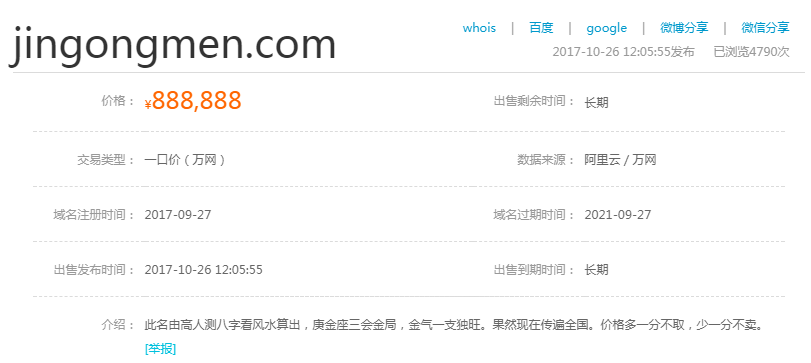 jingongmen.com
whois | 百度 | google | 微博分享 | 微信分享
2017-10-26 12:05:55发布 已浏览4790次
价格： ¥888,888 出售剩余时间： 长期
交易类型： 一口价（万网） 数据来源： 阿里云 / 万网
域名注册时间： 2017-09-27 域名过期时间： 2021-09-27
出售发布时间： 2017-10-26 12:05:55 出售到期时间： 长期
介绍： 此名由高人测八字看风水算出，庚金座三会金局，金气一支独旺。果然现在传遍全国。价格多一分不取，少一分不卖。
[举报]